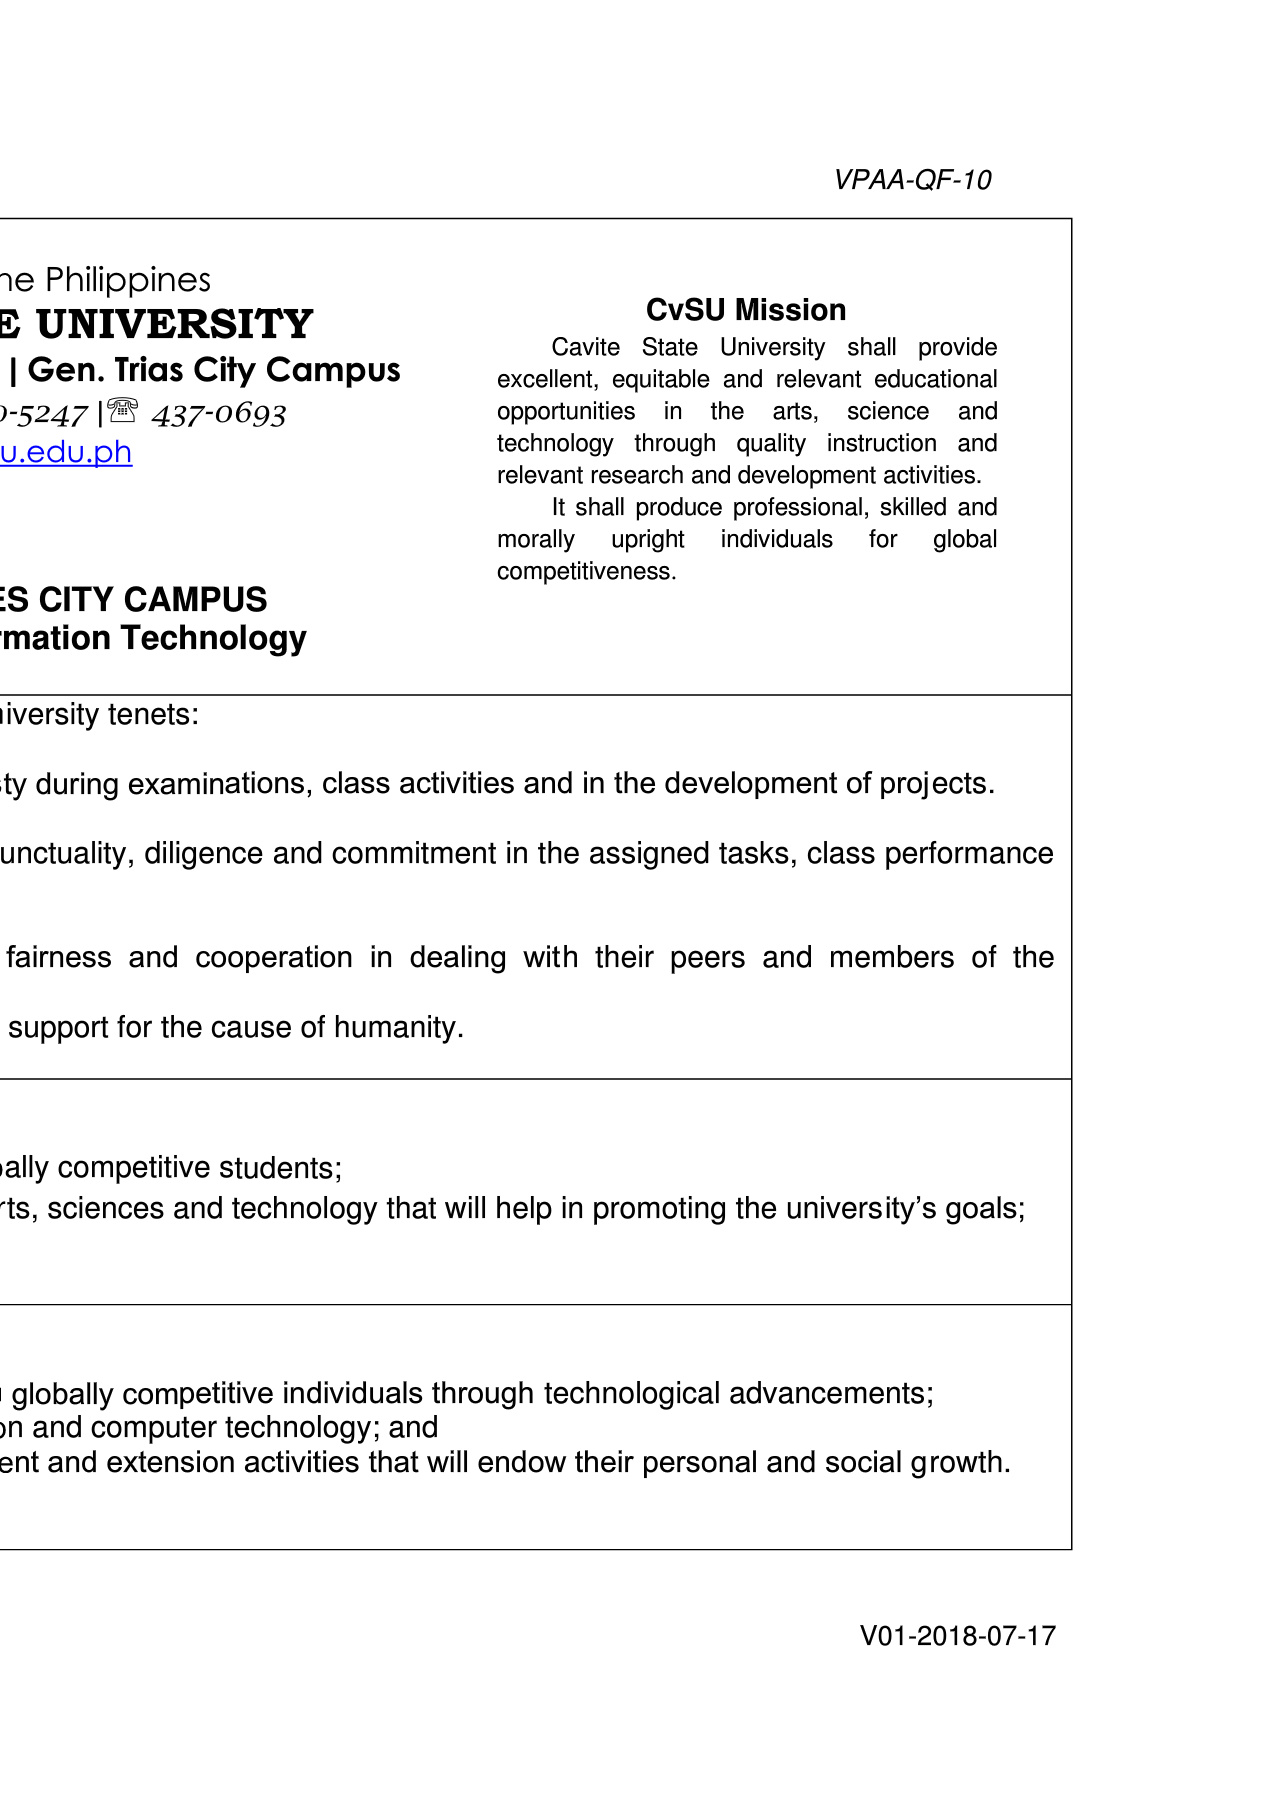 VPAA-QF-10
he Philippines
E UNIVERSITY
| Gen. Trias City Campus
0-5247 |☏ 437-0693
u.edu.ph
ES CITY CAMPUS
rmation Technology
CvSU Mission
Cavite State University shall provide
excellent, equitable and relevant educational
opportunities in the arts, science and
technology through quality instruction and
relevant research and development activities.
It shall produce professional, skilled and
morally upright individuals for global
competitiveness.
iversity tenets:
ty during examinations, class activities and in the development of projects.
unctuality, diligence and commitment in the assigned tasks, class performance
fairness and cooperation in dealing with their peers and members of the
support for the cause of humanity.
ally competitive students;
rts, sciences and technology that will help in promoting the university’s goals;
globally competitive individuals through technological advancements;
on and computer technology; and
ent and extension activities that will endow their personal and social growth.
V01-2018-07-17